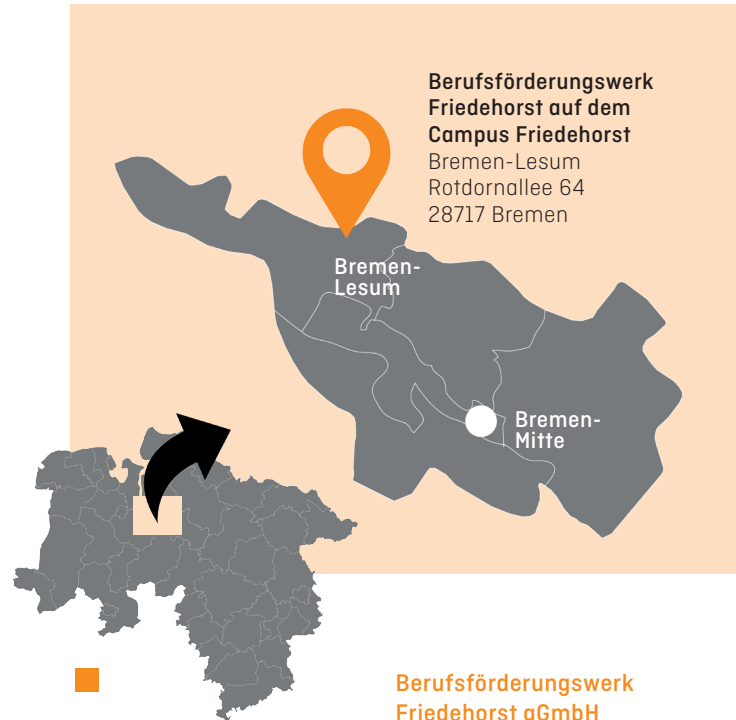 Berufsförderungswerk
Friedehorst auf dem
Campus Friedehorst
Bremen-Lesum
Rotdornallee 64
28717 Bremen
Bremen-
Lesum
Bremen-
Mitte
Berufsförderungswerk
Friedehorst gGmbH